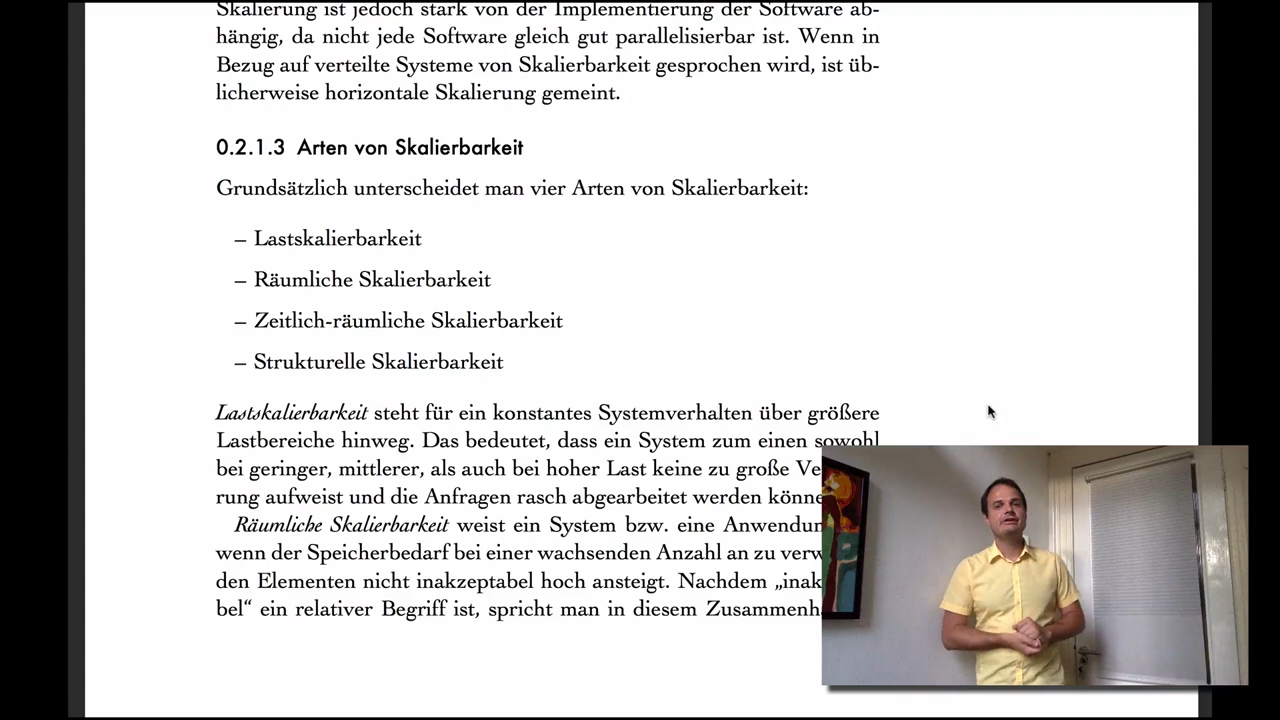 Skalierung ist jedoch stark von der Implementierung der Software ab-
hängig, da nicht jede Software gleich gut parallelisierbar ist. Wenn in
Bezug auf verteilte Systeme von Skalierbarkeit gesprochen wird, ist üb-
licherweise horizontale Skalierung gemeint.
0.2.1.3 Arten von Skalierbarkeit
Grundsätzlich unterscheidet man vier Arten von Skalierbarkeit:
– Lastskalierbarkeit
– Räumliche Skalierbarkeit
– Zeitlich-räumliche Skalierbarkeit
– Strukturelle Skalierbarkeit
Lastskalierbarkeit steht für ein konstantes Systemverhalten über größere
Lastbereiche hinweg. Das bedeutet, dass ein System zum einen sowohl
bei geringer, mittlerer, als auch bei hoher Last keine zu große
rung aufweist und die Anfragen rasch abgearbeitet werden
Räumliche Skalierbarkeit weist ein System bzw. eine
wenn der Speicherbedarf bei einer wachsenden Anzahl an zu
den Elementen nicht inakzeptabel hoch ansteigt. Nachdem
bel“ ein relativer Begriff ist, spricht man in diesem